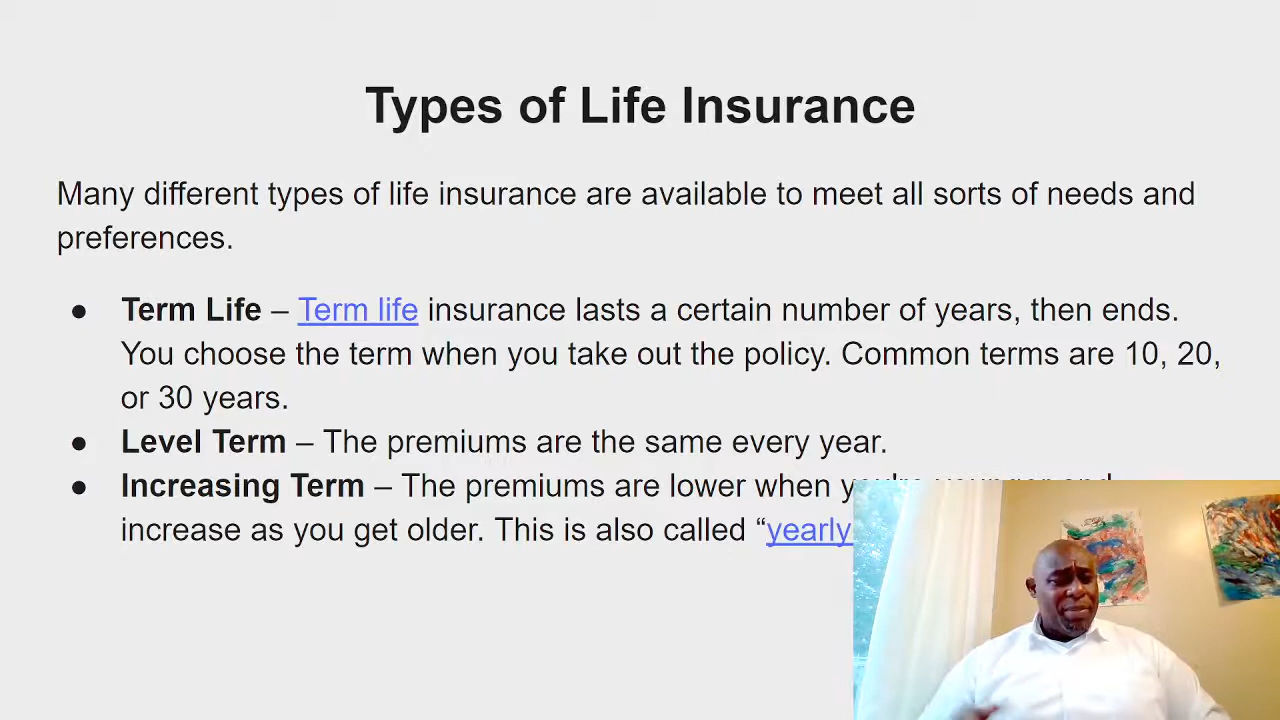 Types of Life Insurance
Many different types of life insurance are available to meet all sorts of needs and
preferences.
● Term Life – Term life insurance lasts a certain number of years, then ends.
You choose the term when you take out the policy. Common terms are 10, 20,
or 30 years.
● Level Term – The premiums are the same every year.
● Increasing Term – The premiums are lower when you're younger and
increase as you get older. This is also called “yearly